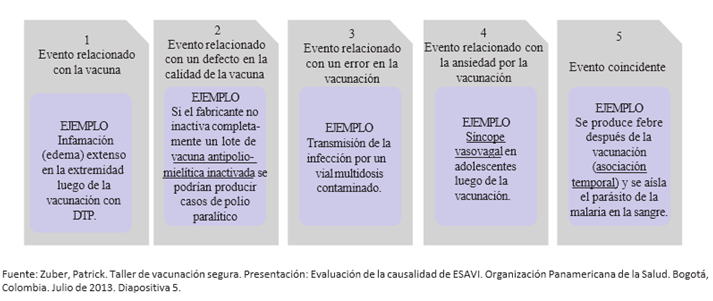 1
Evento relacionado
con la vacuna
EJEMPLO
Infamación
(edema) extenso
en la extremidad
luego de la
vacunación con
DTP.
2
Evento relacionado
con un defecto en la
calidad de la vacuna
EJEMPLO
Si el fabricante no
inactiva completa-
mente un lote de
vacuna antipolio-
mielítica inactivada se
podrían producir
casos de polio
paralítico
3
Evento relacionado
con un error en la
vacunación
EJEMPLO
Transmisión de la
infección por un
vial multidosis
contaminado.
4
Evento relacionado con
la ansiedad por la
vacunación
EJEMPLO
Síncope
vasovagal en
adolescentes
luego de la
vacunación.
5
Evento coincidente
EJEMPLO
Se produce febre
después de la
vacunación
(asociación
temporal) y se aísla
el parásito de la
malaria en la sangre.
Fuente: Zuber, Patrick. Taller de vacunación segura. Presentación: Evaluación de la causalidad de ESAVI. Organización Panamericana de la Salud. Bogotá,
Colombia. Julio de 2013. Diapositiva 5.